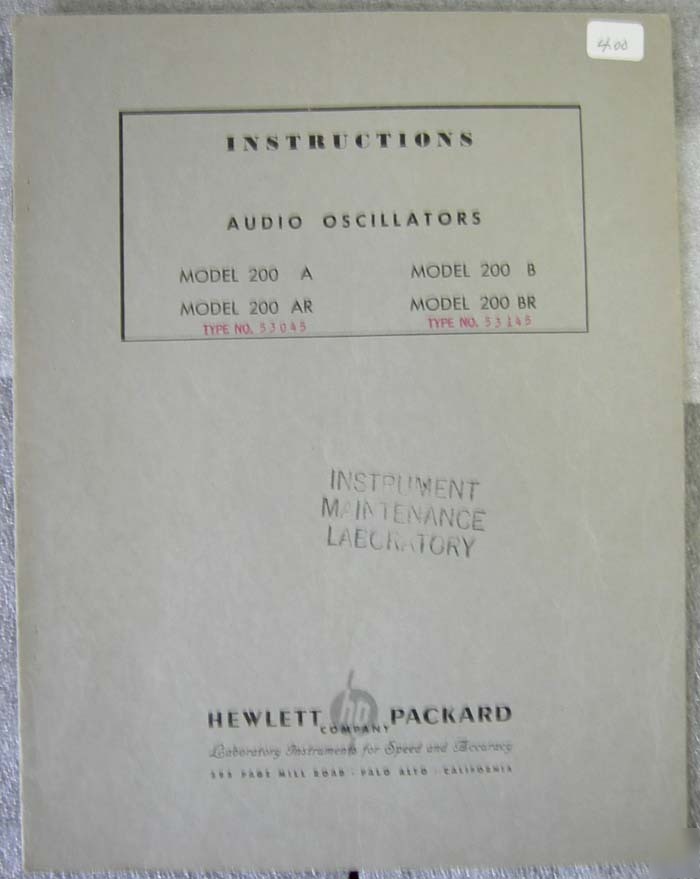 4.00
INSTRUCTIONS
AUDIO OSCILLATORS
MODEL 200 A MODEL 200 B
MODEL 200 AR MODEL 200 BR
TYPE NO. 53045 TYPE NO. 53145
INSTRUMENT
MAINTENANCE
LABORATORY
HEWLETT hp PACKARD
COMPANY
Laboratory Instruments for Speed and Accuracy
395 PAGE MILL ROAD · PALO ALTO · CALIFORNIA